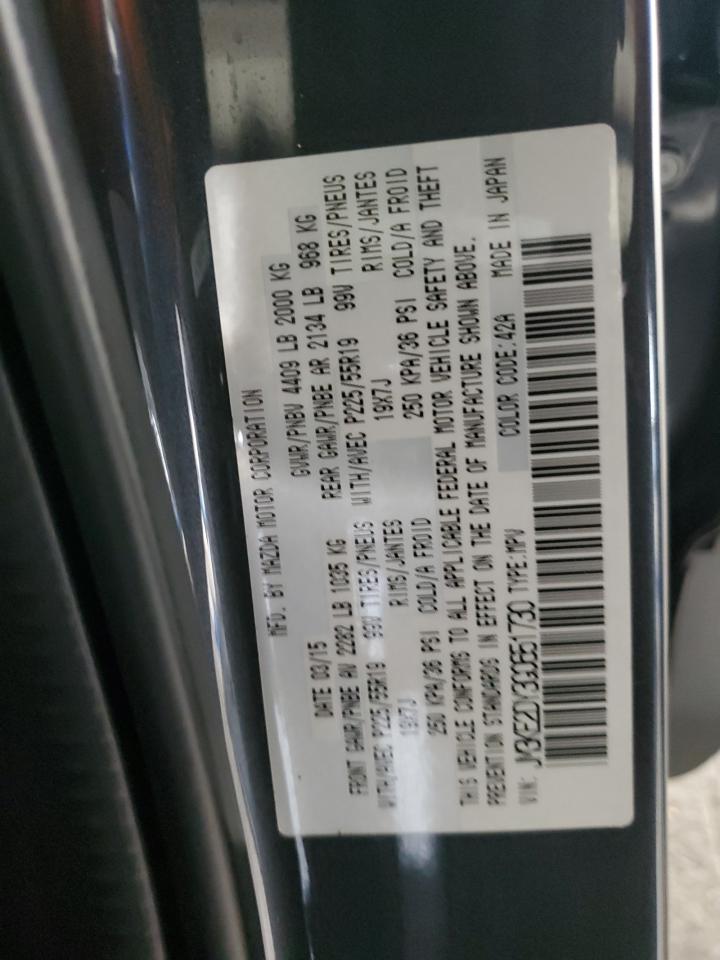 MFD. BY MAZDA MOTOR CORPORATION
DATE 03/15 GVWR/PNBV 4409 LB 2000 KG
FRONT GAWR/PNBE AV 2282 LB 1035 KG REAR GAWR/PNBE AR 2134 LB 968 KG
WITH/AVEC P225/55R19 99V TIRES/PNEUS WITH/AVEC P225/55R19 99V TIRES/PNEUS
19X7J RIMS/JANTES 19X7J RIMS/JANTES
250 KPA/36 PSI COLD/A FROID 250 KPA/36 PSI COLD/A FROID
THIS VEHICLE CONFORMS TO ALL APPLICABLE FEDERAL MOTOR VEHICLE SAFETY AND THEFT
PREVENTION STANDARDS IN EFFECT ON THE DATE OF MANUFACTURE SHOWN ABOVE.
VIN: JM3KE2DY3G0651730 TYPE:MPV COLOR CODE:42A MADE IN JAPAN